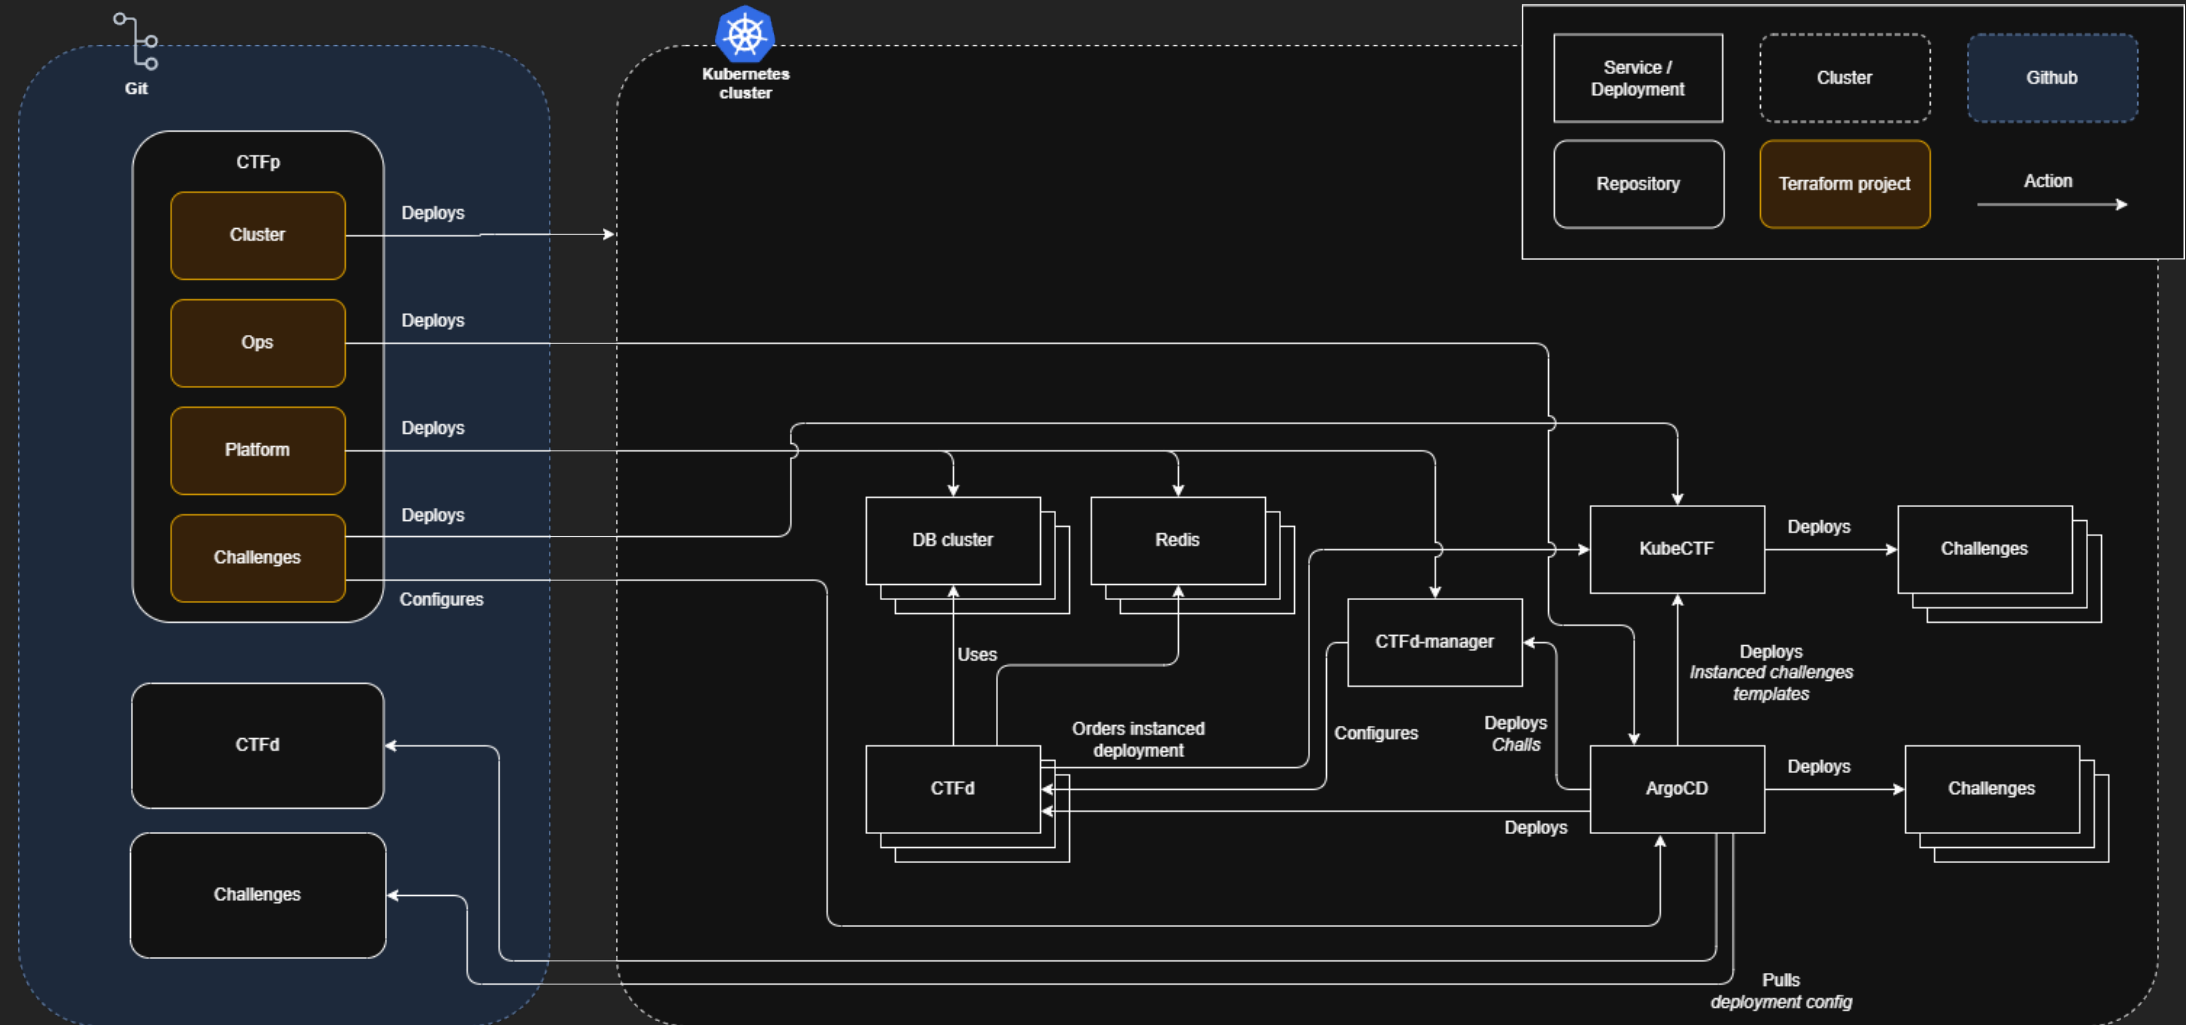 Git
Kubernetes
cluster
Service /
Deployment
Cluster
Github
Repository
Terraform project
Action
CTFp
Cluster
Deploys
Ops
Deploys
Platform
Deploys
Challenges
Deploys
Configures
CTFd
Challenges
DB cluster
Redis
KubeCTF
Deploys
Challenges
CTFd-manager
Uses
Deploys
Instanced challenges
templates
Orders instanced
deployment
Configures
Deploys
Challs
CTFd
ArgoCD
Deploys
Challenges
Deploys
Pulls
deployment config